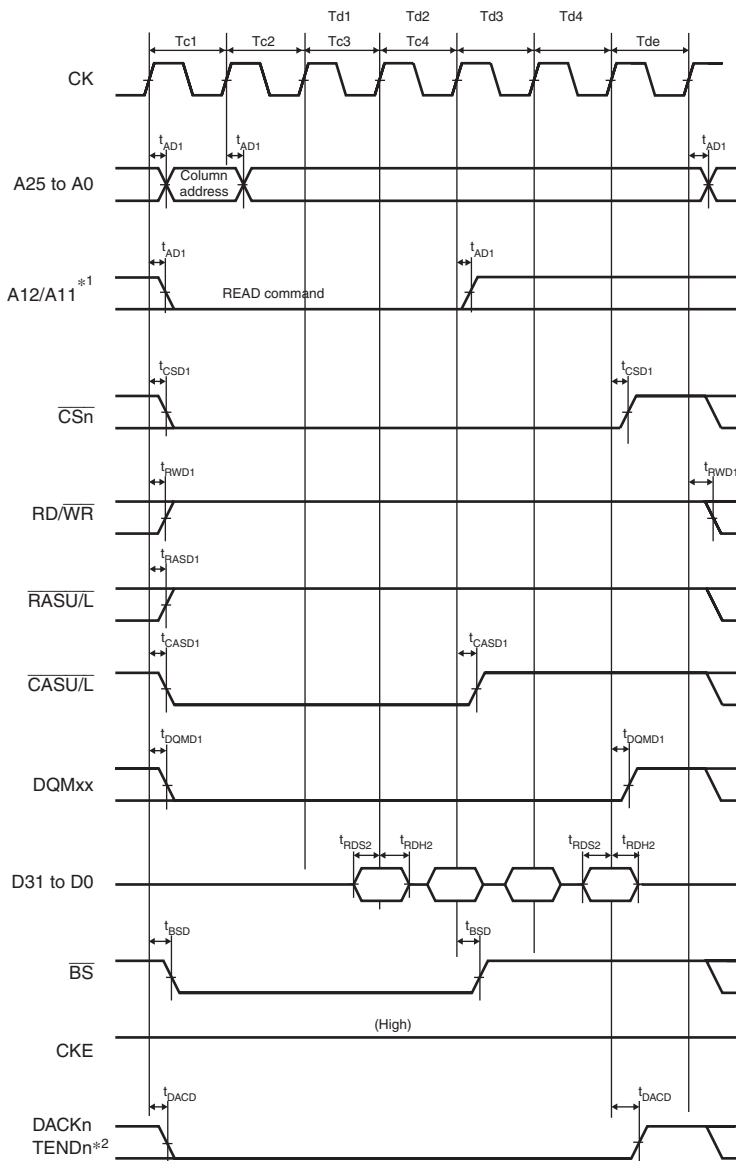 Td1 Td2 Td3 Td4
Tc1 Tc2 Tc3 Tc4 Tde
CK
tAD1 tAD1 tAD1
A25 to A0
Column
address
tAD1 tAD1
A12/A11*1
READ command
tCSD1 tCSD1
CSn
tRWD1 tRWD1
RD/WR
tRASD1
RASU/L
tCASD1 tCASD1
CASU/L
tDQMD1 tDQMD1
DQMxx
tRDS2 tRDH2 tRDS2 tRDH2
D31 to D0
tBSD tBSD
BS
(High)
CKE
tDACD tDACD
DACKn
TENDn*2